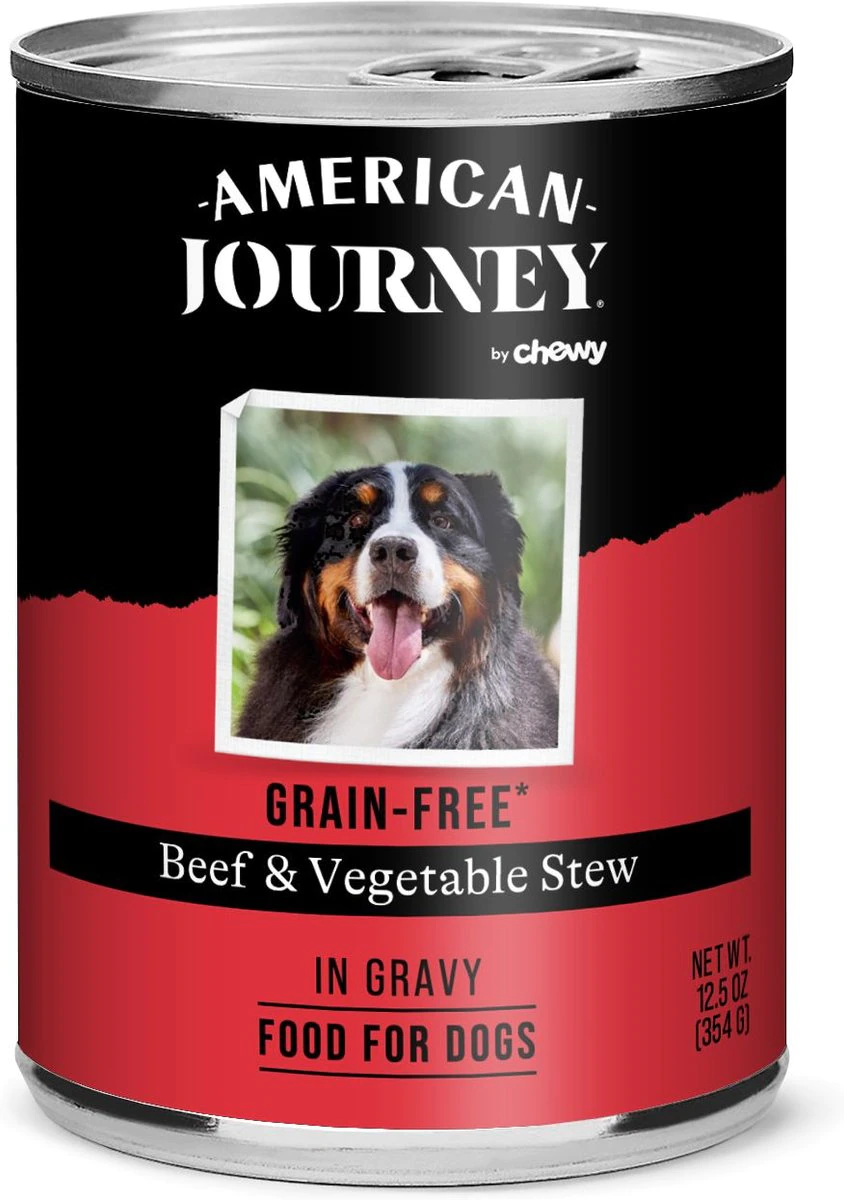 -AMERICAN-
JOURNEY®
by chewy
GRAIN-FREE*
Beef & Vegetable Stew
IN GRAVY
FOOD FOR DOGS
NET WT.
12.5 OZ
(354 G)